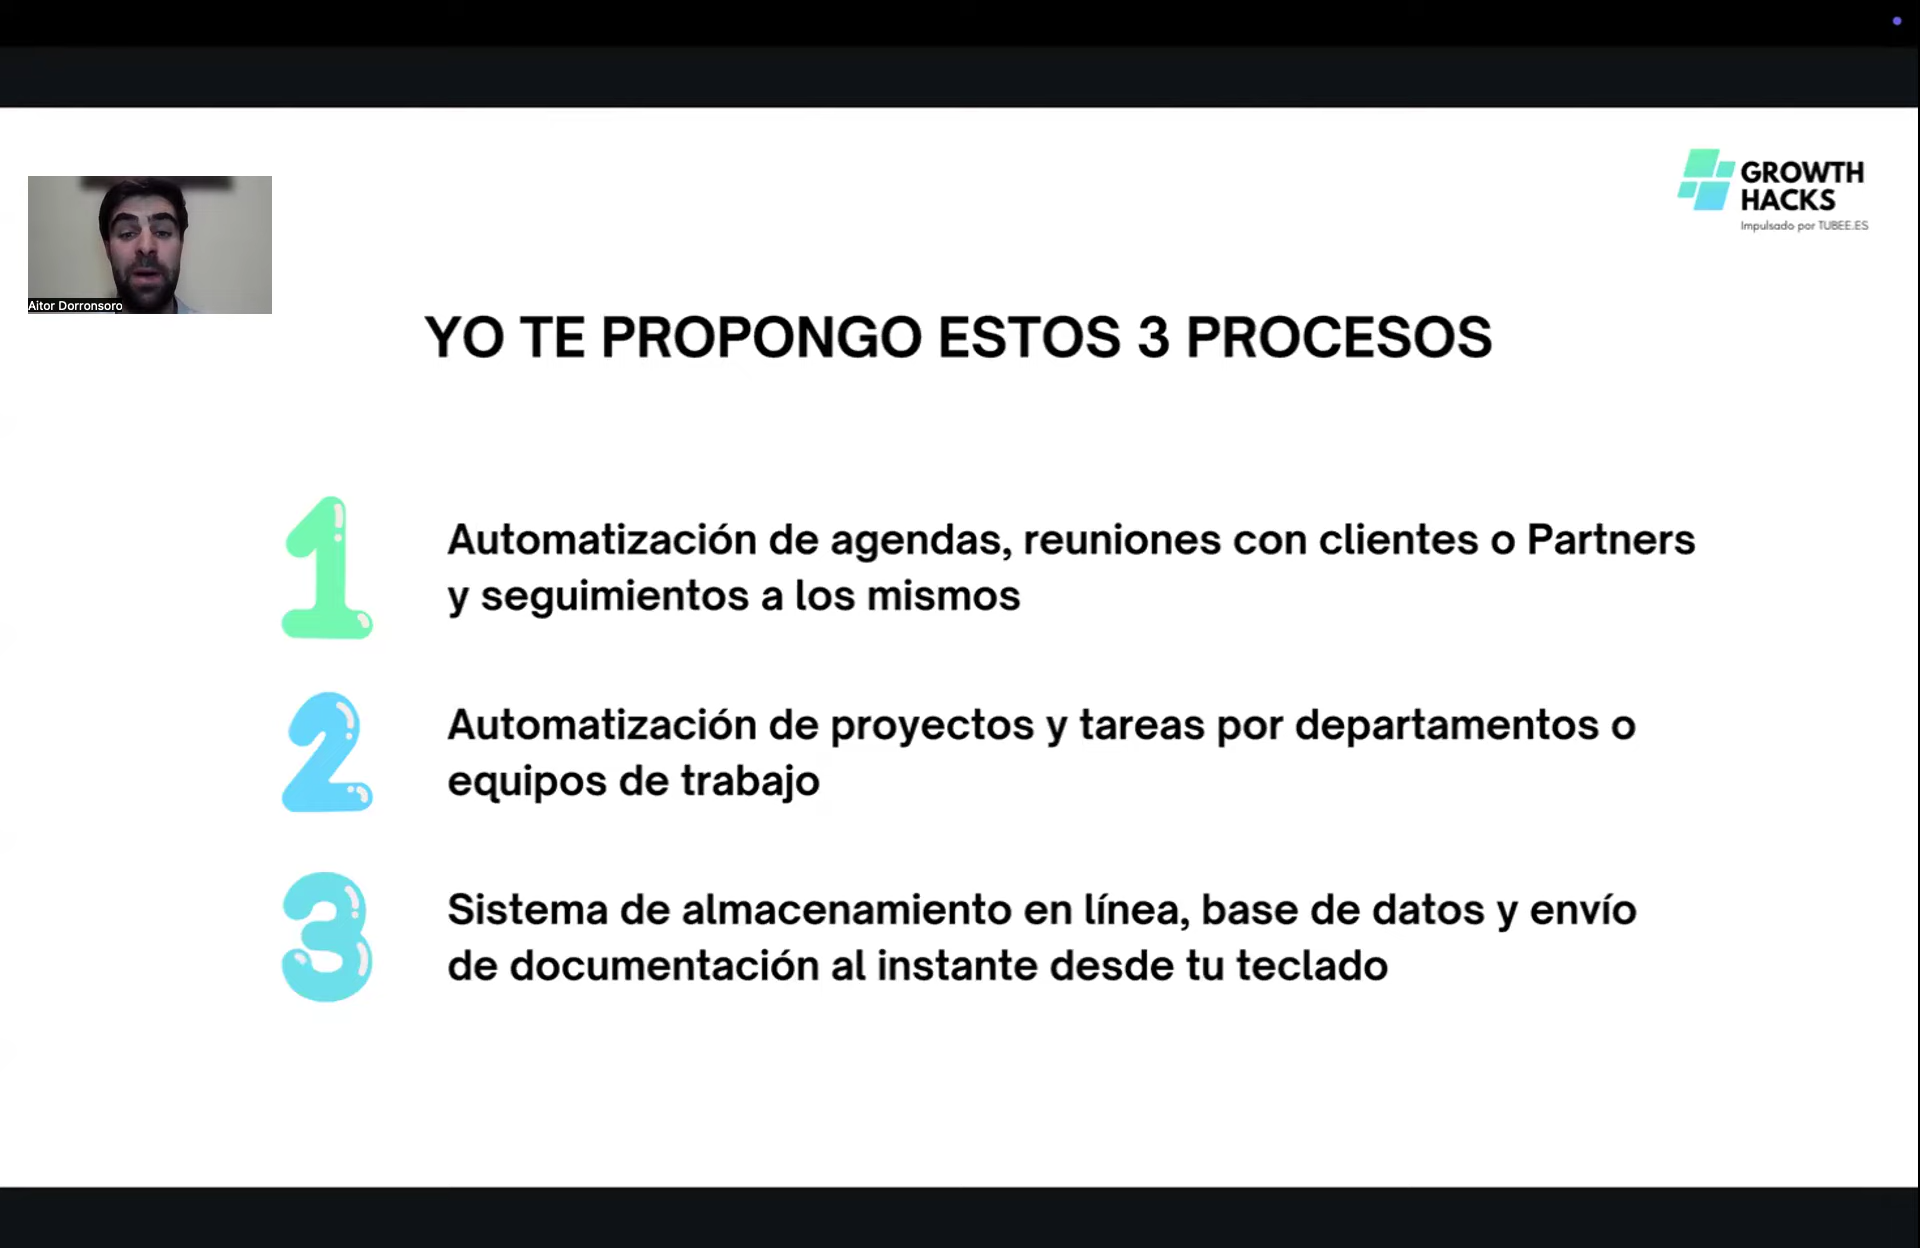 GROWTH
HACKS
Impulsado por TUBEE.ES
Aitor Dorronsoro
YO TE PROPONGO ESTOS 3 PROCESOS
1
Automatización de agendas, reuniones con clientes o Partners
y seguimientos a los mismos
2
Automatización de proyectos y tareas por departamentos o
equipos de trabajo
3
Sistema de almacenamiento en línea, base de datos y envío
de documentación al instante desde tu teclado